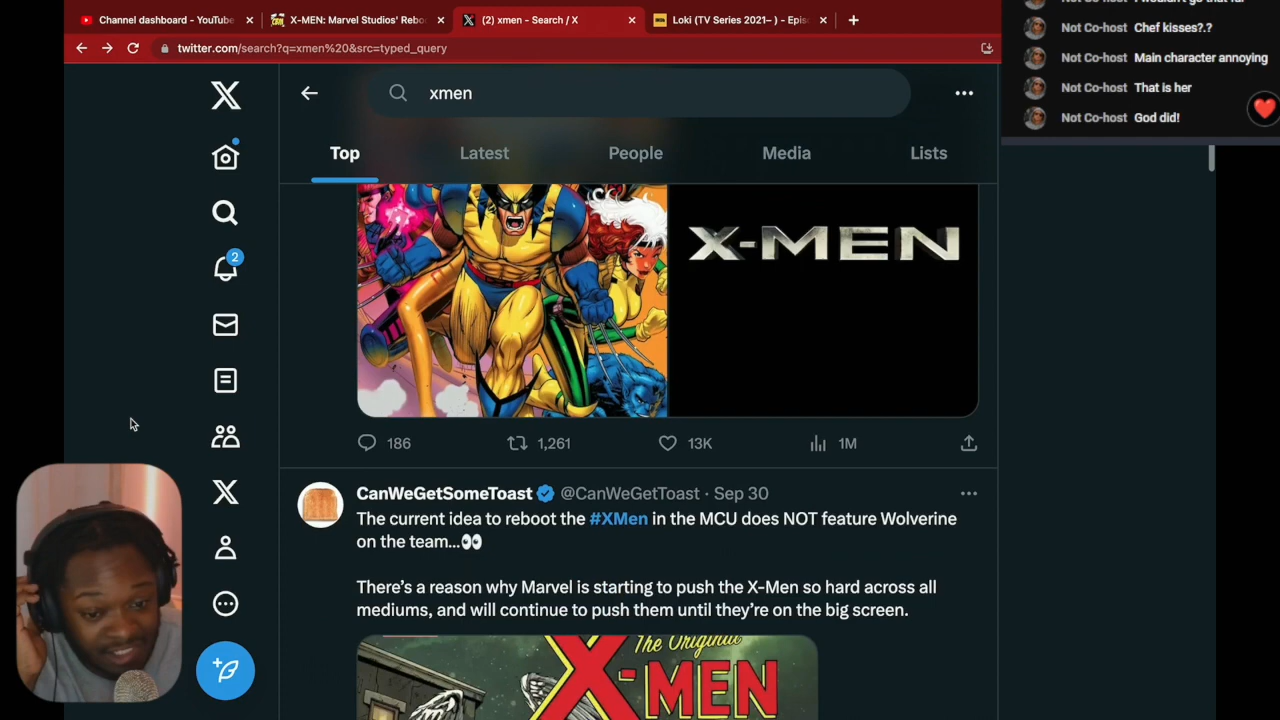 Channel dashboard - YouTube
X-MEN: Marvel Studios' Rebo
(2) xmen - Search / X
Loki (TV Series 2021– ) - Epis
twitter.com/search?q=xmen%20&src=typed_query
Not Co-host Chef kisses?.?
Not Co-host Main character annoying
Not Co-host That is her
Not Co-host God did!
xmen
Top
Latest
People
Media
Lists
2
X-MEN
186
1,261
13K
1M
CanWeGetSomeToast @CanWeGetToast · Sep 30
The current idea to reboot the #XMen in the MCU does NOT feature Wolverine
on the team...👀
There's a reason why Marvel is starting to push the X-Men so hard across all
mediums, and will continue to push them until they're on the big screen.
The Original
X-MEN